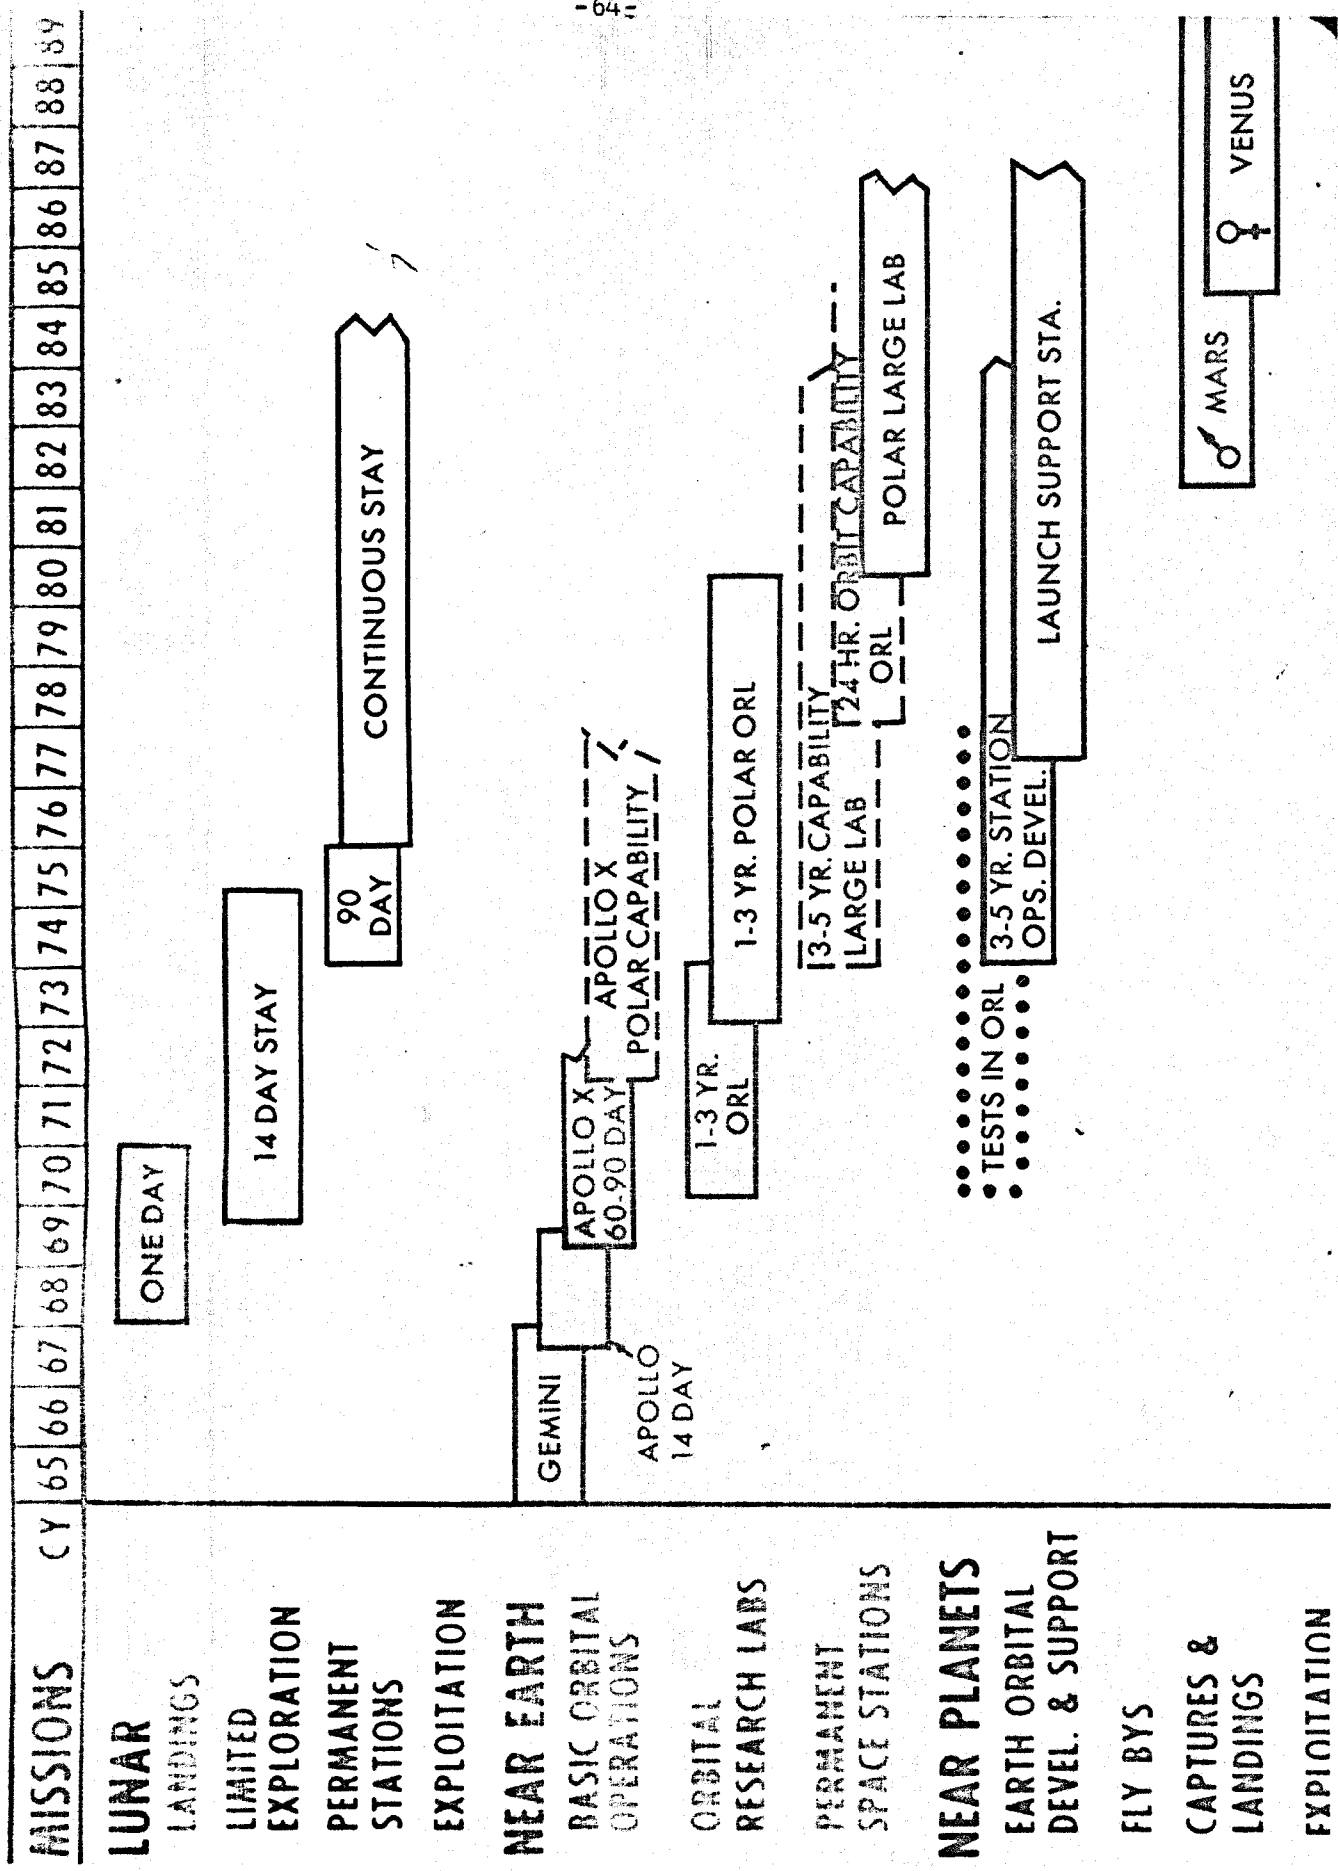 -64-
MISSIONS CY 65 66 67 68 69 70 71 72 73 74 75 76 77 78 79 80 81 82 83 84 85 86 87 88 89
LUNAR
LANDINGS
ONE DAY
LIMITED
EXPLORATION
14 DAY STAY
PERMANENT
STATIONS
90
DAY
CONTINUOUS STAY
EXPLOITATION
NEAR EARTH
BASIC ORBITAL
OPERATIONS
GEMINI
APOLLO
14 DAY
APOLLO X
60-90 DAY
APOLLO X
POLAR CAPABILITY
ORBITAL
RESEARCH LABS
1-3 YR.
ORL
1-3 YR. POLAR ORL
PERMANENT
SPACE STATIONS
3-5 YR. CAPABILITY
LARGE LAB
24 HR. ORBIT CAPABILITY
ORL
POLAR LARGE LAB
NEAR PLANETS
EARTH ORBITAL
DEVEL. & SUPPORT
TESTS IN ORL
3-5 YR. STATION
OPS. DEVEL.
LAUNCH SUPPORT STA.
FLY BYS
CAPTURES &
LANDINGS
♂ MARS
♀ VENUS
EXPLOITATION